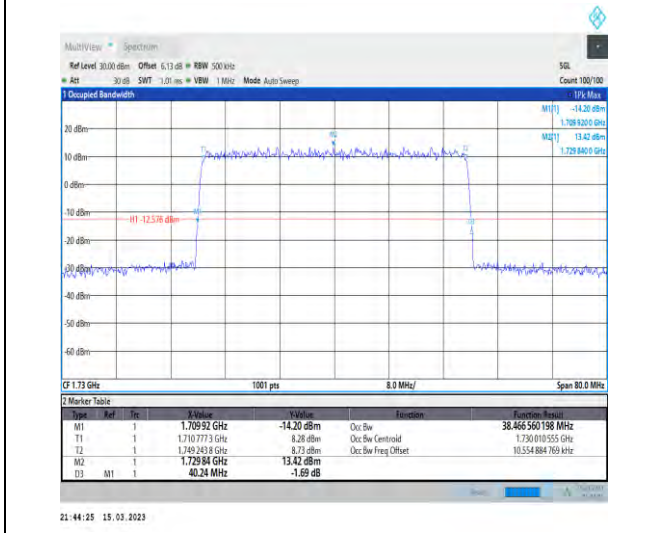 MultiView Spectrum
Ref Level 30.00 dBm Offset 6.13 dB RBW 500 kHz SGL
Att 30 dB SWT 1.01 ms VBW 1 MHz Mode Auto Sweep Count 100/100
1 Occupied Bandwidth 1Pk Max
M1[1] -14.20 dBm
1.709 920 0 GHz
M2[1] 13.42 dBm
1.729 840 0 GHz
20 dBm
M2
T1
T2
10 dBm
0 dBm
-10 dBm
M1
H1 -12.576 dBm
D3
-20 dBm
-30 dBm
-40 dBm
-50 dBm
-60 dBm
CF 1.73 GHz 1001 pts 8.0 MHz/ Span 80.0 MHz
2 Marker Table
Type Ref Trc X-Value Y-Value Function Function Result
M1 1 1.709 92 GHz -14.20 dBm Occ Bw 38.466 560 198 MHz
T1 1 1.710 777 3 GHz 8.28 dBm Occ Bw Centroid 1.730 010 555 GHz
T2 1 1.749 243 8 GHz 8.73 dBm Occ Bw Freq Offset 10.554 884 769 kHz
M2 1 1.729 84 GHz 13.42 dBm
D3 M1 1 40.24 MHz -1.69 dB
21:44:25 15.03.2023